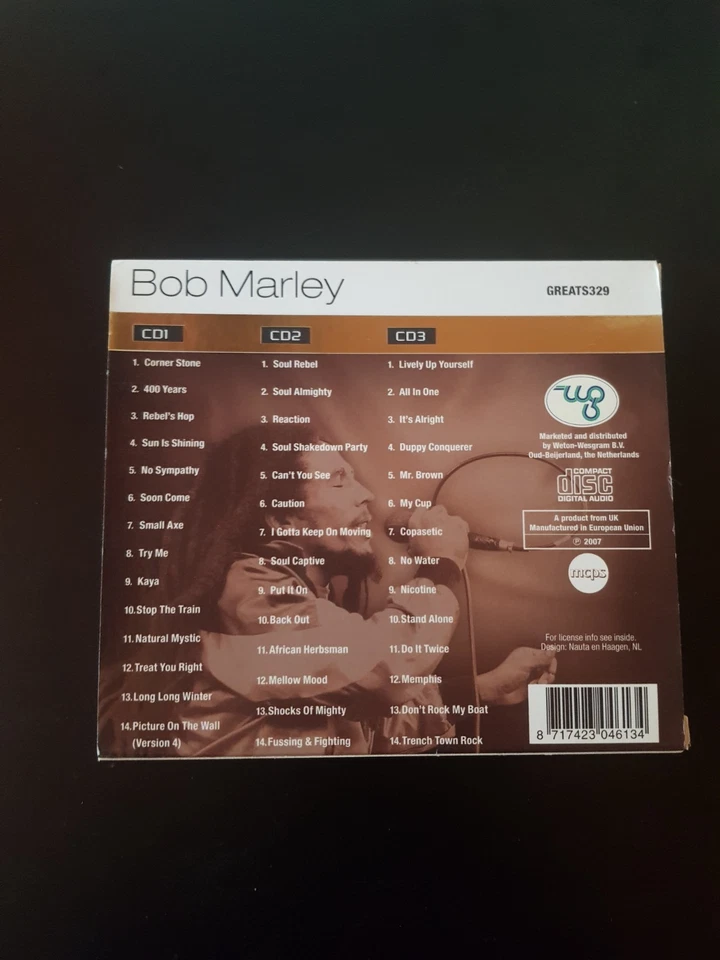 Bob Marley
GREATS329
CD1
1. Corner Stone
2. 400 Years
3. Rebel's Hop
4. Sun Is Shining
5. No Sympathy
6. Soon Come
7. Small Axe
8. Try Me
9. Kaya
10. Stop The Train
11. Natural Mystic
12. Treat You Right
13. Long Long Winter
14. Picture On The Wall
(Version 4)
CD2
1. Soul Rebel
2. Soul Almighty
3. Reaction
4. Soul Shakedown Party
5. Can't You See
6. Caution
7. I Gotta Keep On Moving
8. Soul Captive
9. Put It On
10. Back Out
11. African Herbsman
12. Mellow Mood
13. Shocks Of Mighty
14. Fussing & Fighting
CD3
1. Lively Up Yourself
2. All In One
3. It's Alright
4. Duppy Conquerer
5. Mr. Brown
6. My Cup
7. Copasetic
8. No Water
9. Nicotine
10. Stand Alone
11. Do It Twice
12. Memphis
13. Don't Rock My Boat
14. Trench Town Rock
wg
Marketed and distributed
by Weton-Wesgram B.V.
Oud-Beijerland, the Netherlands
COMPACT
disc
DIGITAL AUDIO
A product from UK
Manufactured in European Union
℗ 2007
mcps
For license info see inside.
Design: Nauta en Haagen, NL
8 717423 046134